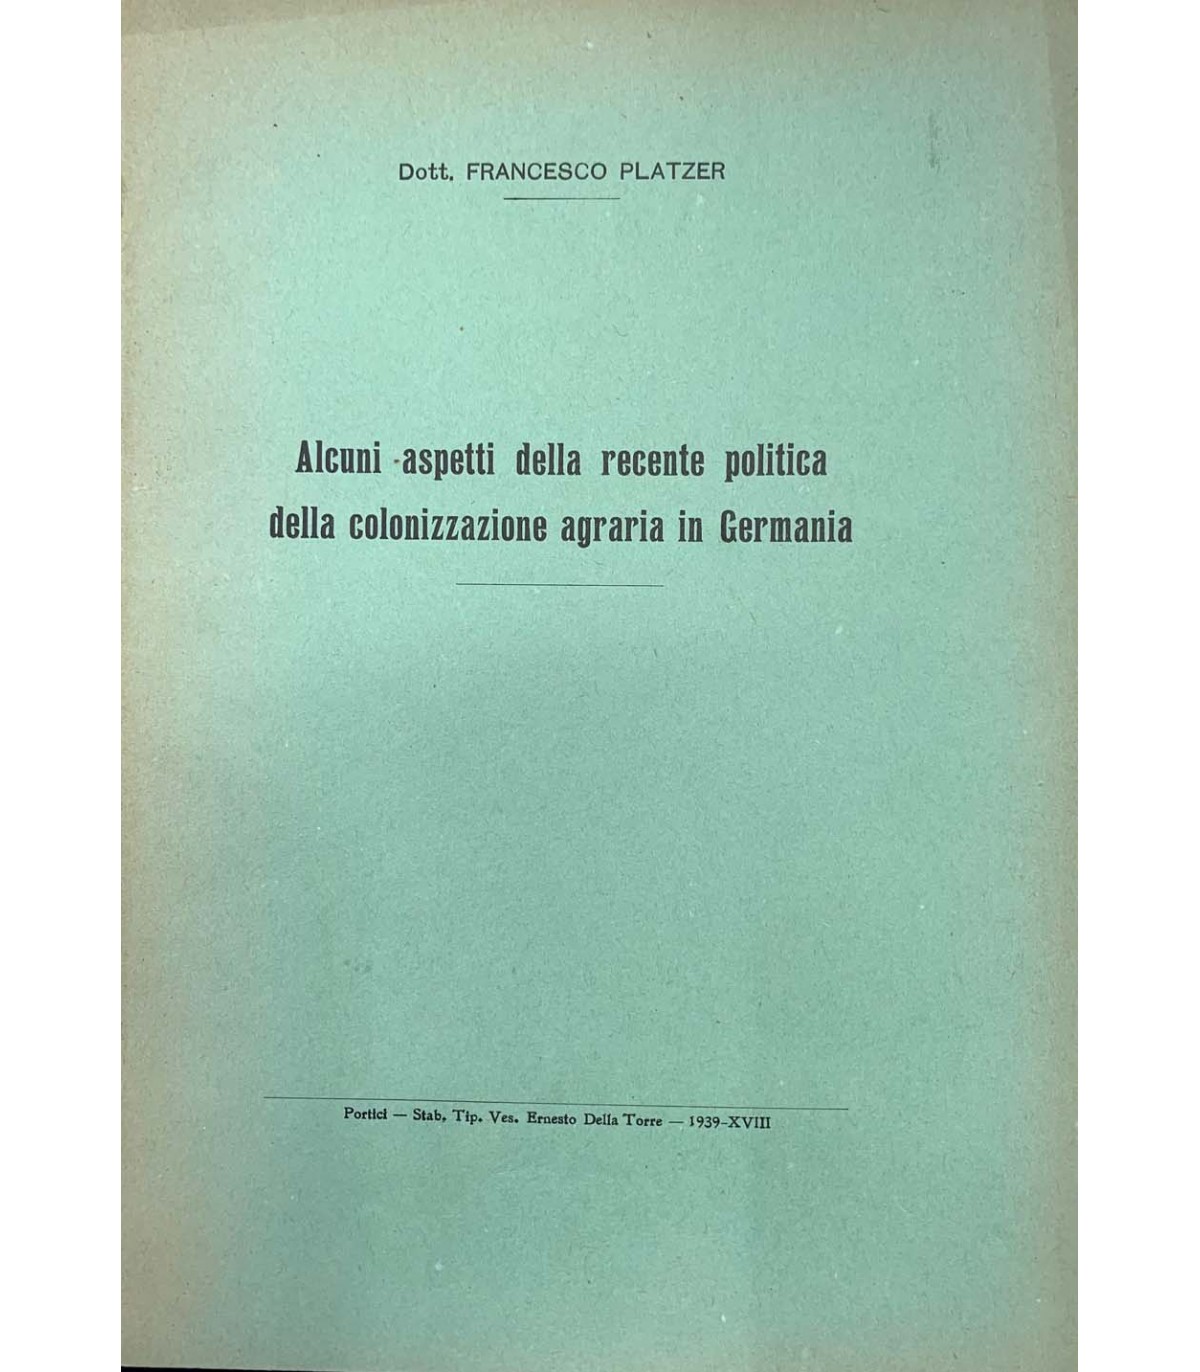 Dott. FRANCESCO PLATZER
Alcuni aspetti della recente politica
della colonizzazione agraria in Germania
Portici — Stab. Tip. Ves. Ernesto Della Torre — 1939-XVIII